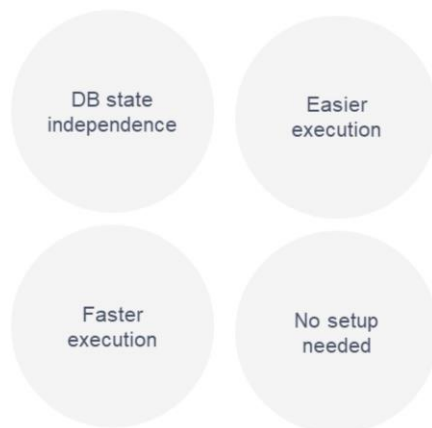 DB state
independence
Easier
execution
Faster
execution
No setup
needed